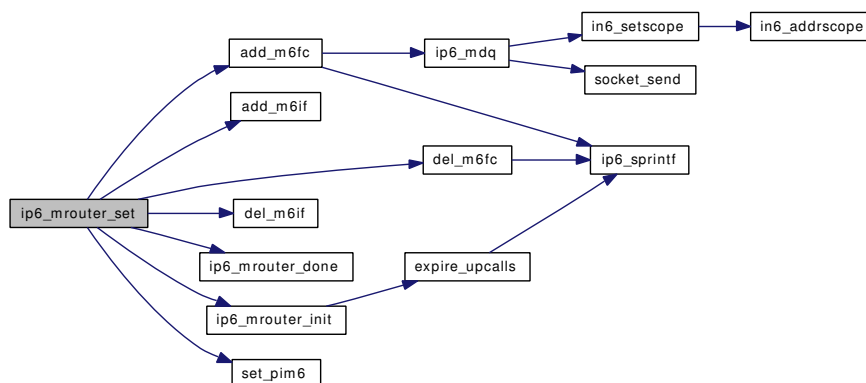 in6_setscope
in6_addrscope
add_m6fc
ip6_mdq
socket_send
add_m6if
del_m6fc
ip6_sprintf
ip6_mrouter_set
del_m6if
ip6_mrouter_done
expire_upcalls
ip6_mrouter_init
set_pim6